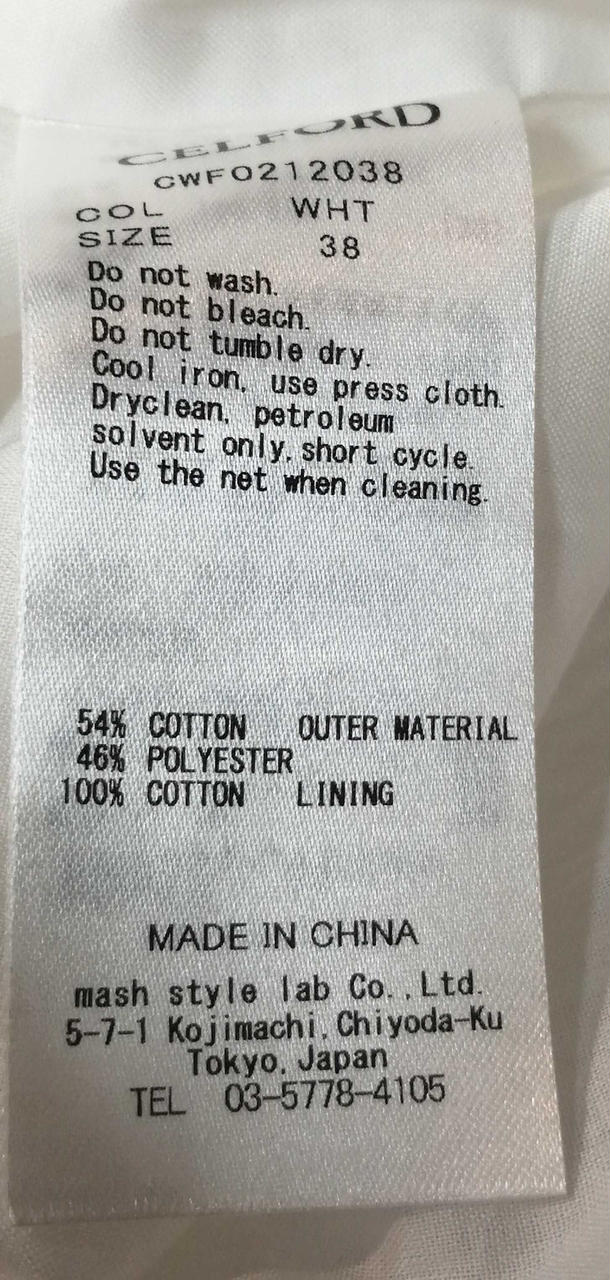 CELFORD
CWFO212038
COL WHT
SIZE 38
Do not wash.
Do not bleach.
Do not tumble dry.
Cool iron, use press cloth.
Dryclean, petroleum
solvent only, short cycle.
Use the net when cleaning.
54% COTTON OUTER MATERIAL
46% POLYESTER
100% COTTON LINING
MADE IN CHINA
mash style lab Co.,Ltd.
5-7-1 Kojimachi, Chiyoda-Ku
Tokyo, Japan
TEL 03-5778-4105